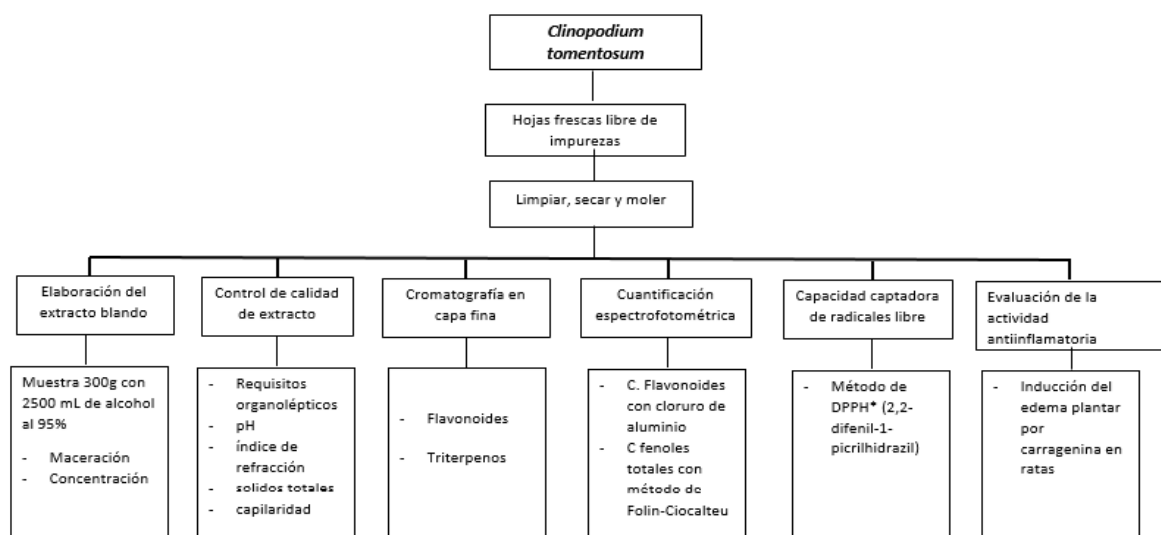 Clinopodium
tomentosum
Hojas frescas libre de
impurezas
Limpiar, secar y moler
Elaboración del
extracto blando
Control de calidad
de extracto
Cromatografía en
capa fina
Cuantificación
espectrofotométrica
Capacidad captadora
de radicales libre
Evaluación de la
actividad
antiinflamatoria
Muestra 300g con
2500 mL de alcohol
al 95%
- Maceración
- Concentración
- Requisitos
organolépticos
- pH
- índice de
refracción
- solidos totales
- capilaridad
- Flavonoides
- Triterpenos
- C. Flavonoides
con cloruro de
aluminio
- C fenoles
totales con
método de
Folin-Ciocalteu
- Método de
DPPH* (2,2-
difenil-1-
picrilhidrazil)
- Inducción del
edema plantar
por
carragenina en
ratas